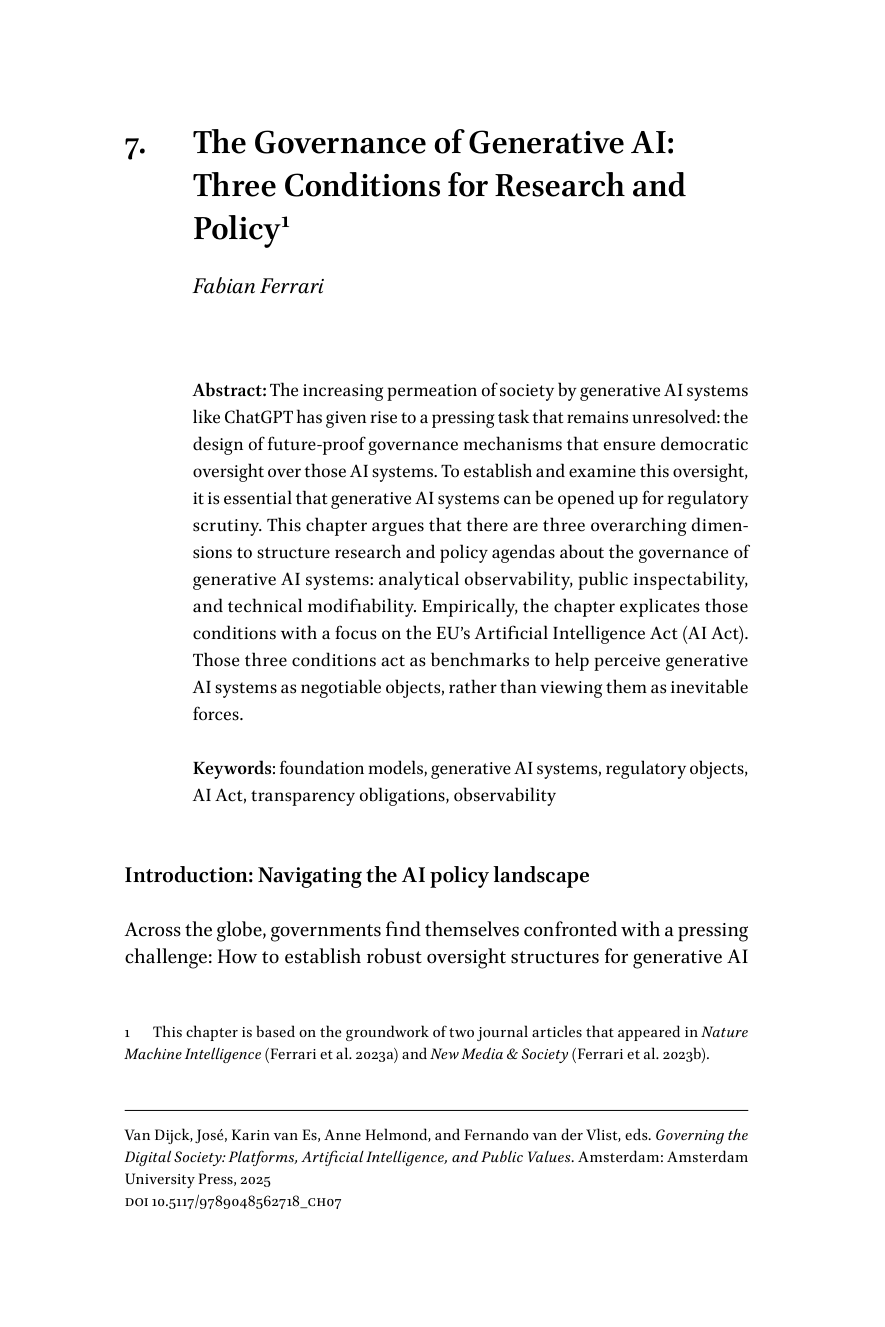 7. The Governance of Generative AI:
Three Conditions for Research and
Policy¹
Fabian Ferrari
Abstract: The increasing permeation of society by generative AI systems
like ChatGPT has given rise to a pressing task that remains unresolved: the
design of future-proof governance mechanisms that ensure democratic
oversight over those AI systems. To establish and examine this oversight,
it is essential that generative AI systems can be opened up for regulatory
scrutiny. This chapter argues that there are three overarching dimen-
sions to structure research and policy agendas about the governance of
generative AI systems: analytical observability, public inspectability,
and technical modifiability. Empirically, the chapter explicates those
conditions with a focus on the EU’s Artificial Intelligence Act (AI Act).
Those three conditions act as benchmarks to help perceive generative
AI systems as negotiable objects, rather than viewing them as inevitable
forces.
Keywords: foundation models, generative AI systems, regulatory objects,
AI Act, transparency obligations, observability
Introduction: Navigating the AI policy landscape
Across the globe, governments find themselves confronted with a pressing
challenge: How to establish robust oversight structures for generative AI
1 This chapter is based on the groundwork of two journal articles that appeared in Nature
Machine Intelligence (Ferrari et al. 2023a) and New Media & Society (Ferrari et al. 2023b).
Van Dijck, José, Karin van Es, Anne Helmond, and Fernando van der Vlist, eds. Governing the
Digital Society: Platforms, Artificial Intelligence, and Public Values. Amsterdam: Amsterdam
University Press, 2025
DOI 10.5117/9789048562718_CH07